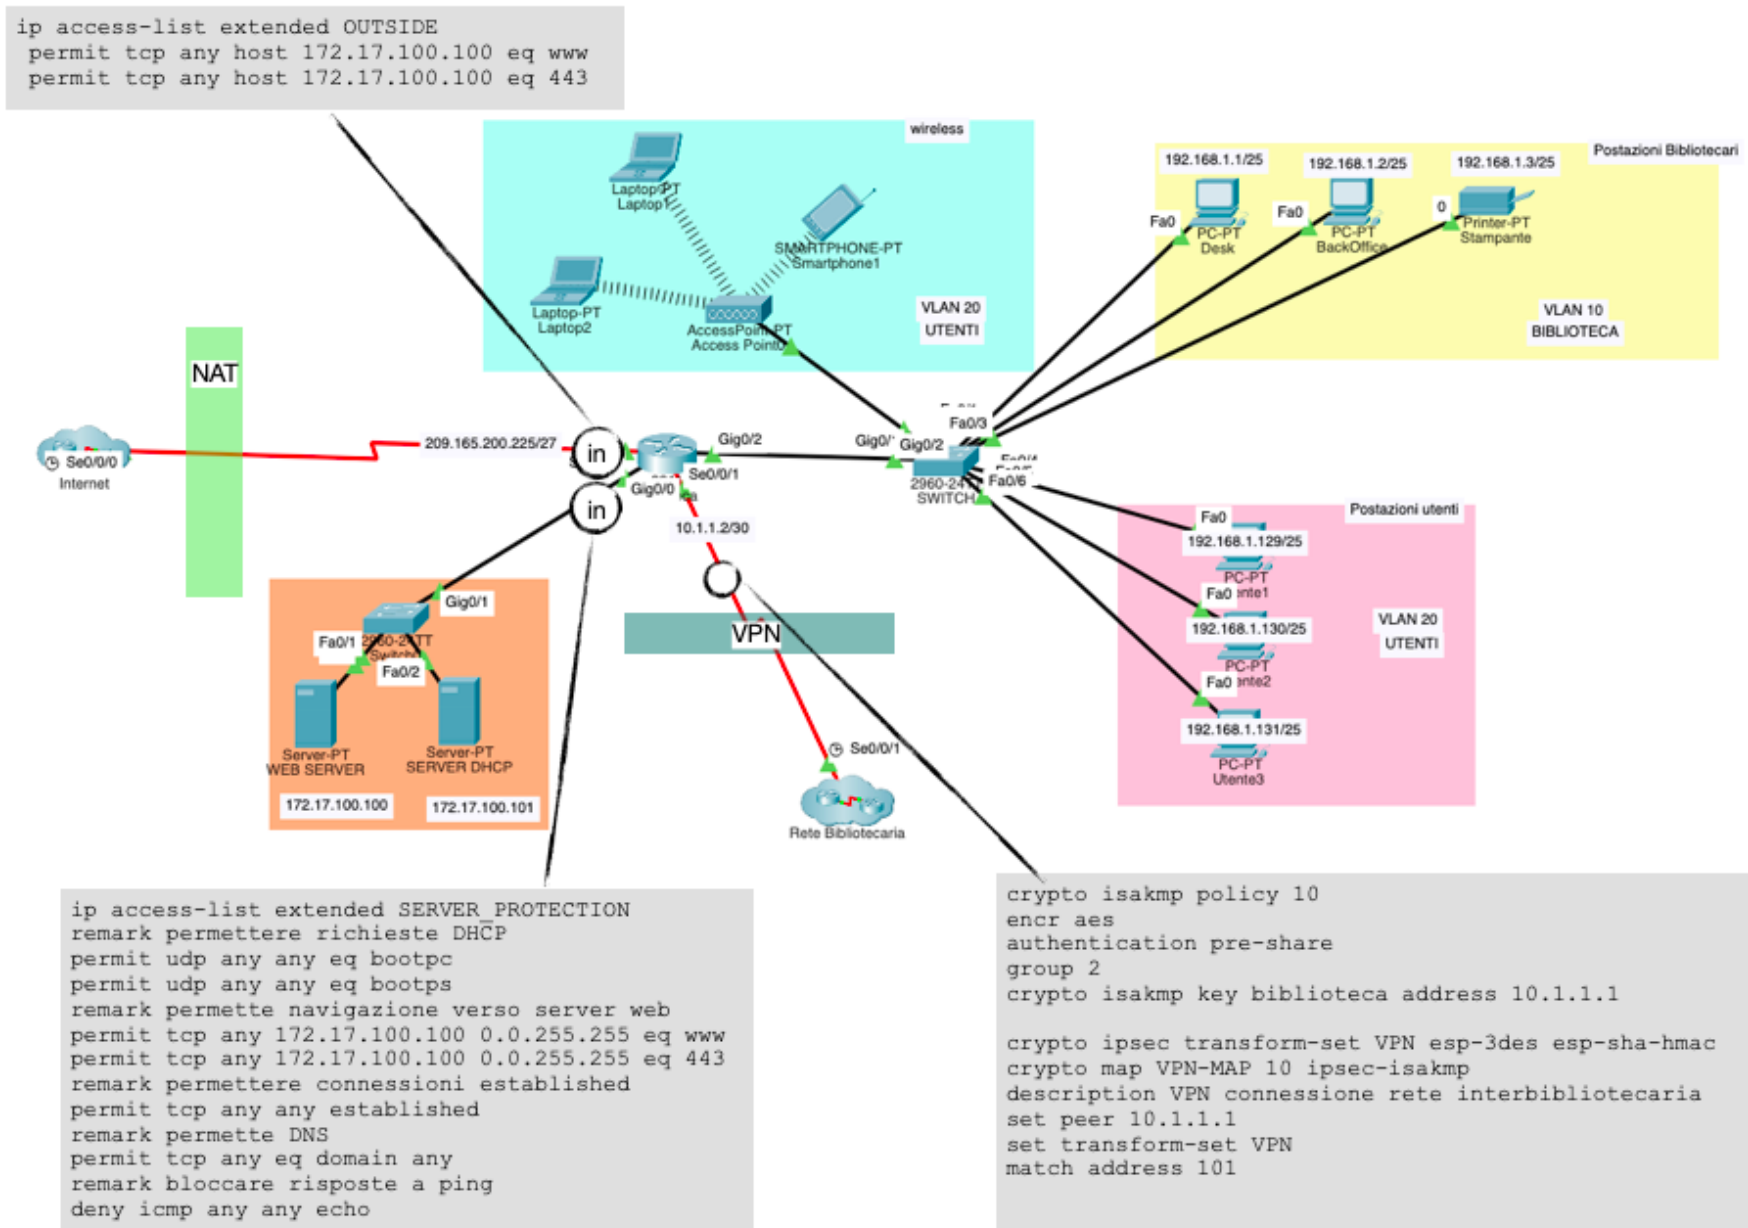 ip access-list extended OUTSIDE
permit tcp any host 172.17.100.100 eq www
permit tcp any host 172.17.100.100 eq 443
wireless
Laptop-PT
Laptop1
SMARTPHONE-PT
Smartphone1
Laptop-PT
Laptop2
AccessPoint-PT
Access Point0
VLAN 20
UTENTI
Postazioni Bibliotecari
192.168.1.1/25
192.168.1.2/25
192.168.1.3/25
Fa0
Fa0
0
PC-PT
Desk
PC-PT
BackOffice
Printer-PT
Stampante
VLAN 10
BIBLIOTECA
NAT
Se0/0/0
Internet
209.165.200.225/27
in
Gig0/2
Se0/0/1
Gig0/0
in
10.1.1.2/30
Gig0/2
Fa0/3
Fa0/6
SWITCH
Postazioni utenti
Fa0
192.168.1.129/25
PC-PT
Fa0
192.168.1.130/25
PC-PT
Fa0
192.168.1.131/25
PC-PT
Utente3
VLAN 20
UTENTI
Gig0/1
Fa0/1
Fa0/2
Server-PT
WEB SERVER
Server-PT
SERVER DHCP
172.17.100.100
172.17.100.101
VPN
Se0/0/1
Rete Bibliotecaria
ip access-list extended SERVER_PROTECTION
remark permettere richieste DHCP
permit udp any any eq bootpc
permit udp any any eq bootps
remark permette navigazione verso server web
permit tcp any 172.17.100.100 0.0.255.255 eq www
permit tcp any 172.17.100.100 0.0.255.255 eq 443
remark permettere connessioni established
permit tcp any any established
remark permette DNS
permit tcp any eq domain any
remark bloccare risposte a ping
deny icmp any any echo
crypto isakmp policy 10
encr aes
authentication pre-share
group 2
crypto isakmp key biblioteca address 10.1.1.1
crypto ipsec transform-set VPN esp-3des esp-sha-hmac
crypto map VPN-MAP 10 ipsec-isakmp
description VPN connessione rete interbibliotecaria
set peer 10.1.1.1
set transform-set VPN
match address 101